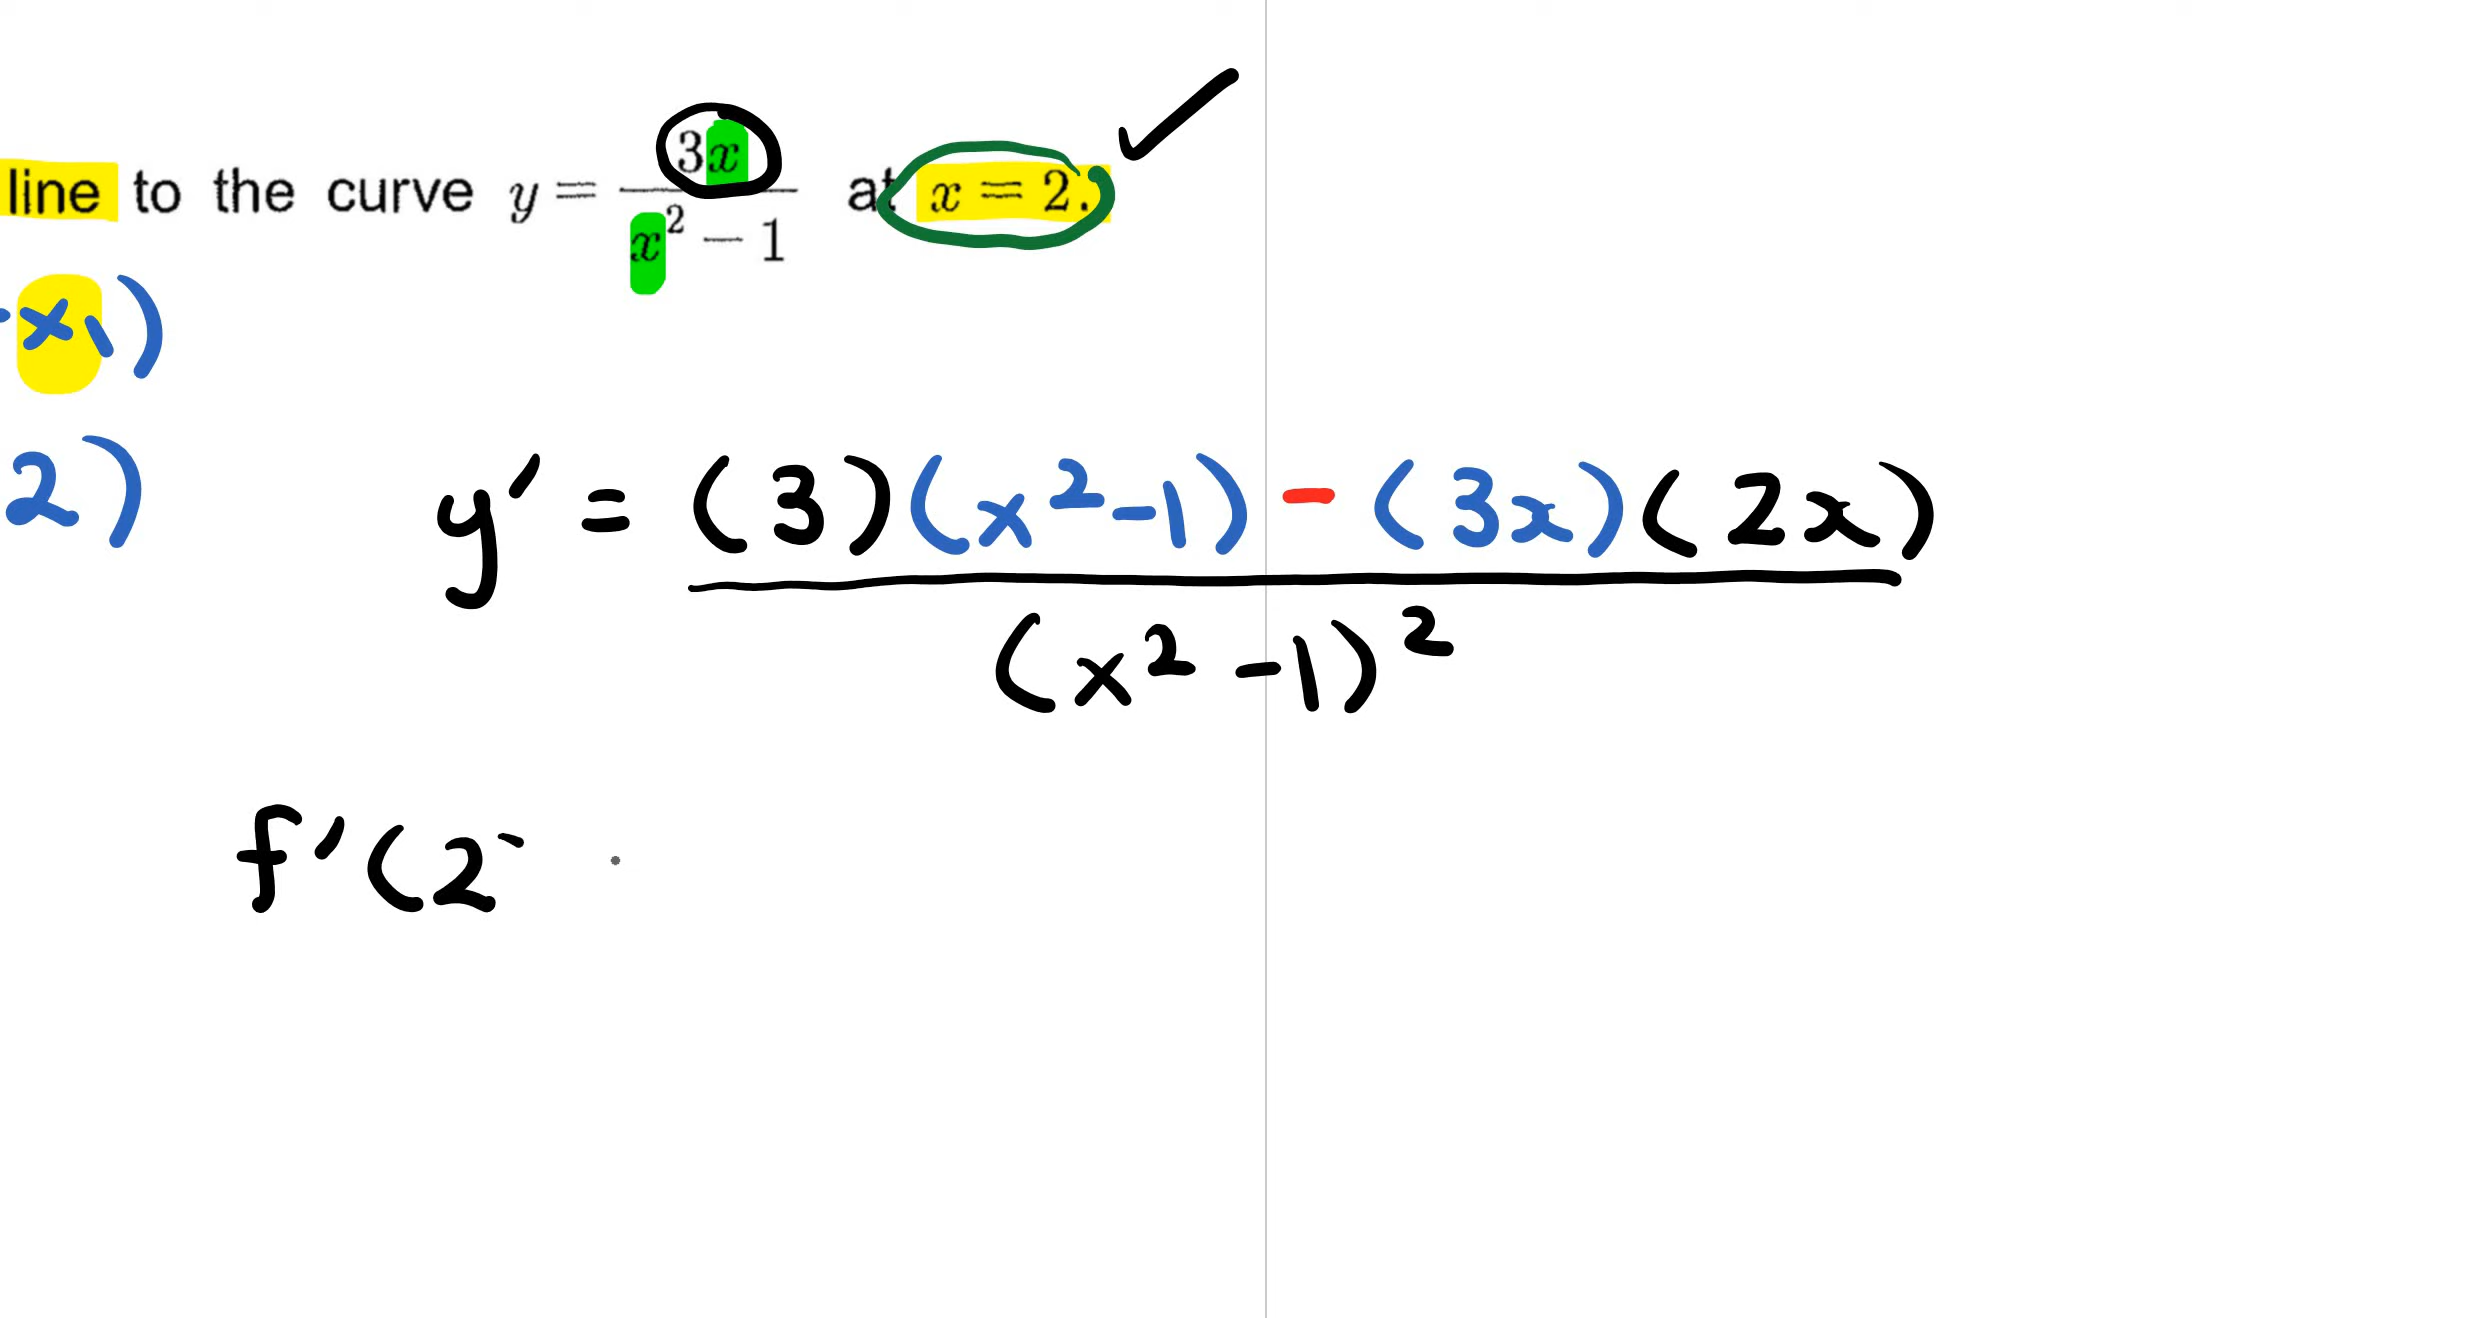 line to the curve y = 3x / x² − 1 at x = 2.
x₁)
2)
y′ = (3)(x²-1) - (3x)(2x) / (x²-1)²
f′(2